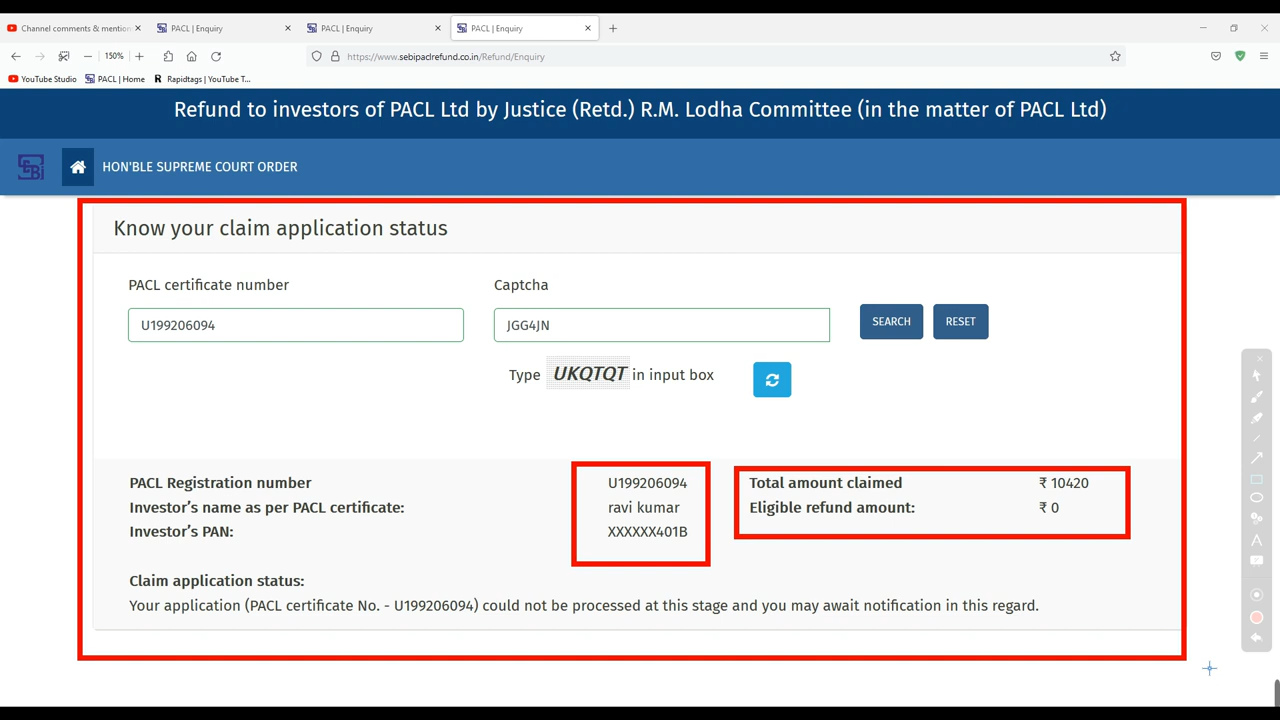 Channel comments & mention
PACL | Enquiry
PACL | Enquiry
PACL | Enquiry
150%
https://www.sebipaclrefund.co.in/Refund/Enquiry
YouTube Studio
PACL | Home
R Rapidtags | YouTube T...
Refund to investors of PACL Ltd by Justice (Retd.) R.M. Lodha Committee (in the matter of PACL Ltd)
SEBI HON'BLE SUPREME COURT ORDER
Know your claim application status
PACL certificate number
Captcha
U199206094
JGG4JN
SEARCH
RESET
Type UKQTQT in input box
PACL Registration number U199206094 Total amount claimed ₹ 10420
Investor's name as per PACL certificate: ravi kumar Eligible refund amount: ₹ 0
Investor's PAN: XXXXXX401B
Claim application status:
Your application (PACL certificate No. - U199206094) could not be processed at this stage and you may await notification in this regard.